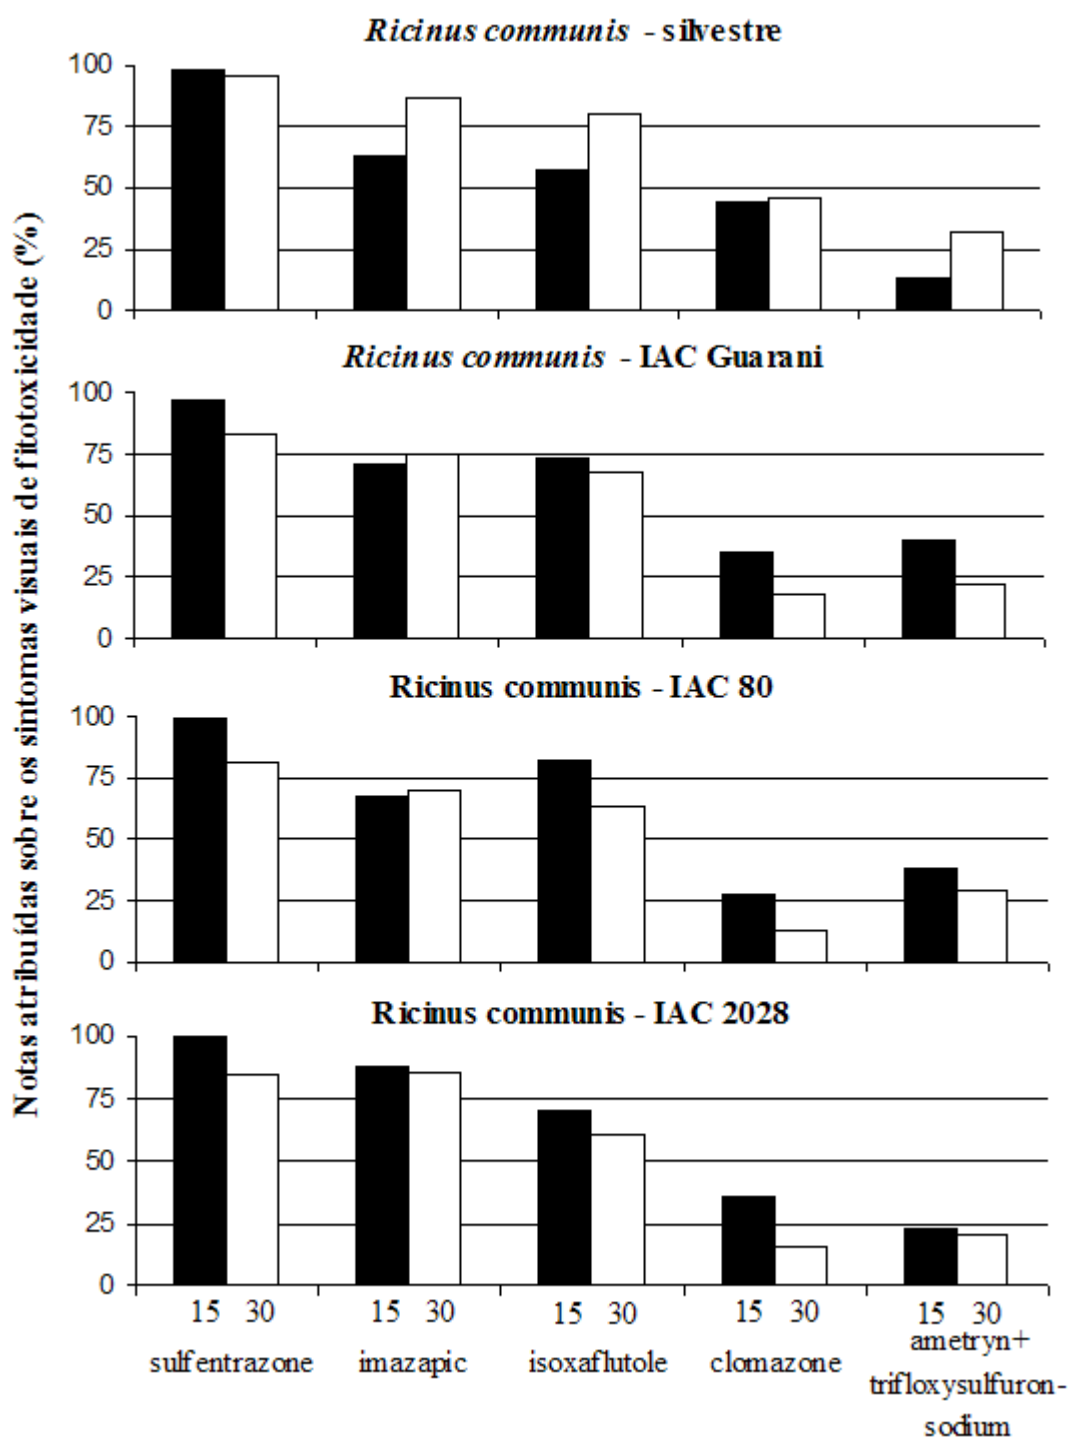 Notas atribuídas sobre os sintomas visuais de fitotoxicidade (%)
Ricinus communis - silvestre
100
75
50
25
0
Ricinus communis - IAC Guarani
100
75
50
25
0
Ricinus communis - IAC 80
100
75
50
25
0
Ricinus communis - IAC 2028
100
75
50
25
0
15 30 15 30 15 30 15 30 15 30
sulfentrazone imazapic isoxaflutole clomazone ametryn+
trifloxysulfuron-
sodium